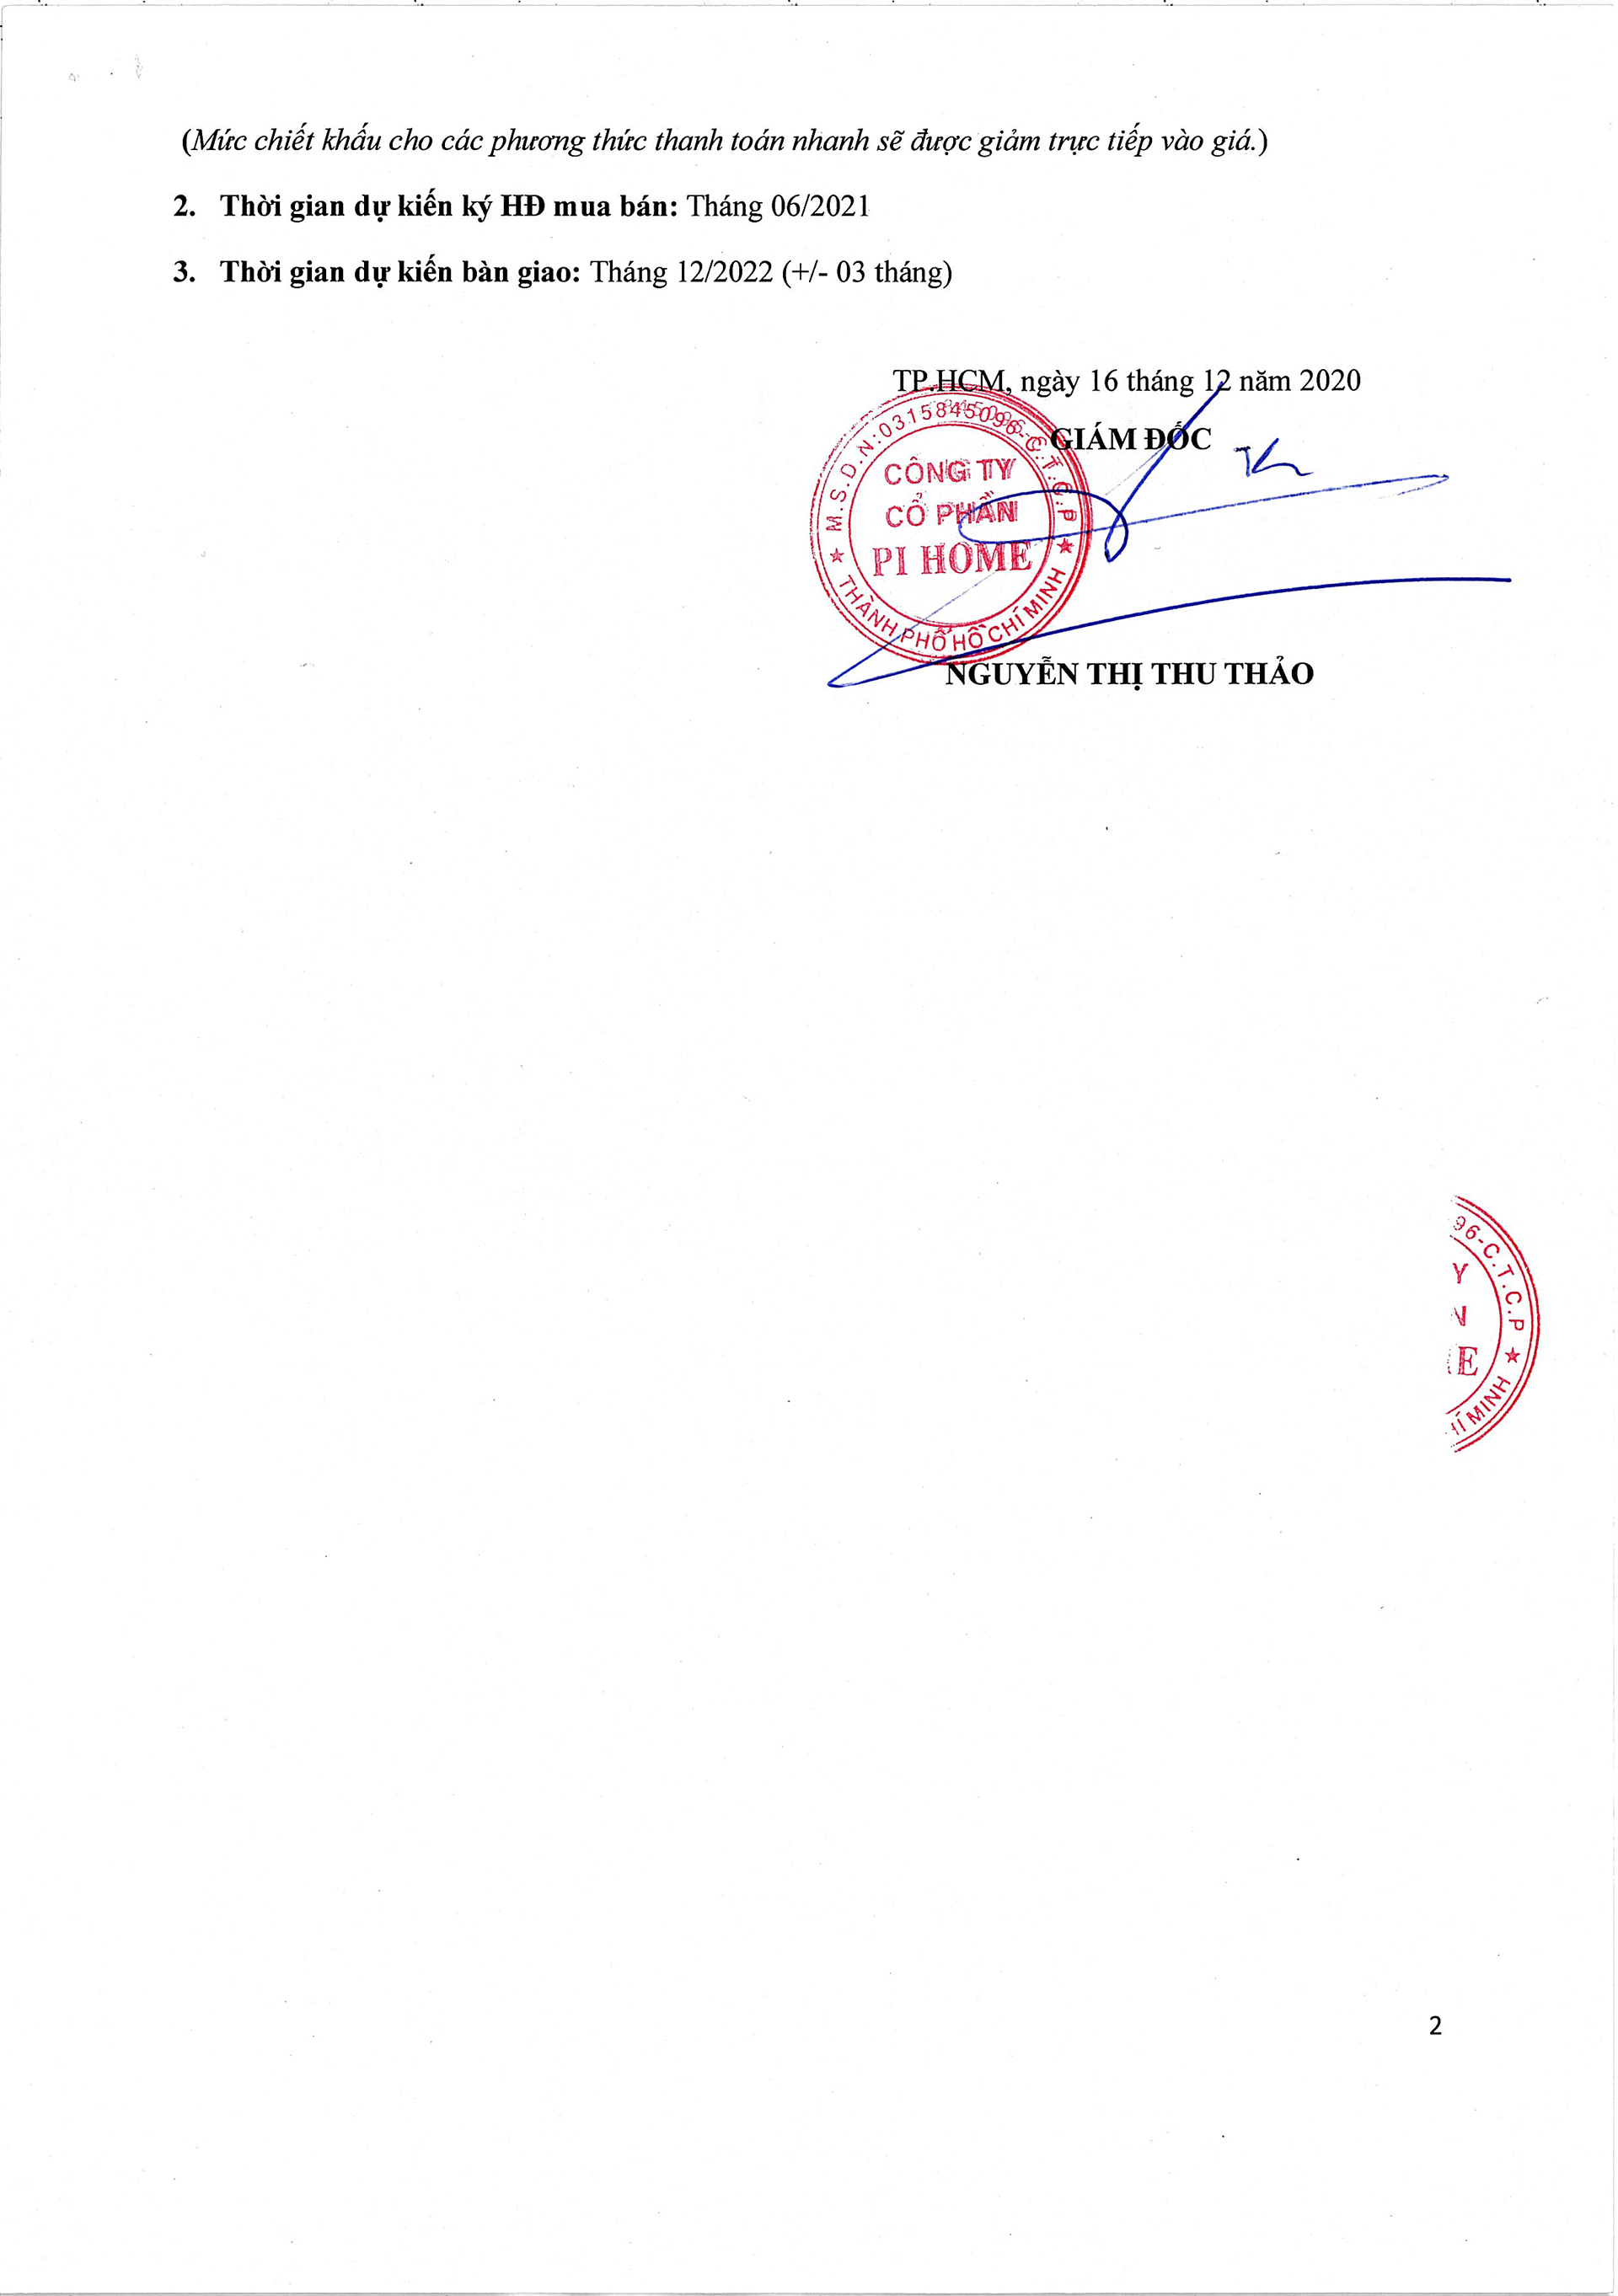 (Mức chiết khấu cho các phương thức thanh toán nhanh sẽ được giảm trực tiếp vào giá.)
2. Thời gian dự kiến ký HĐ mua bán: Tháng 06/2021
3. Thời gian dự kiến bàn giao: Tháng 12/2022 (+/- 03 tháng)
TP.HCM, ngày 16 tháng 12 năm 2020
GIÁM ĐỐC
M.S.D.N:0315845096-C.T.C.P
CÔNG TY
CỔ PHẦN
PI HOME
THÀNH PHỐ HỒ CHÍ MINH
NGUYỄN THỊ THU THẢO
96-C.T.C.P
Y
N
E
HÍ MINH
2